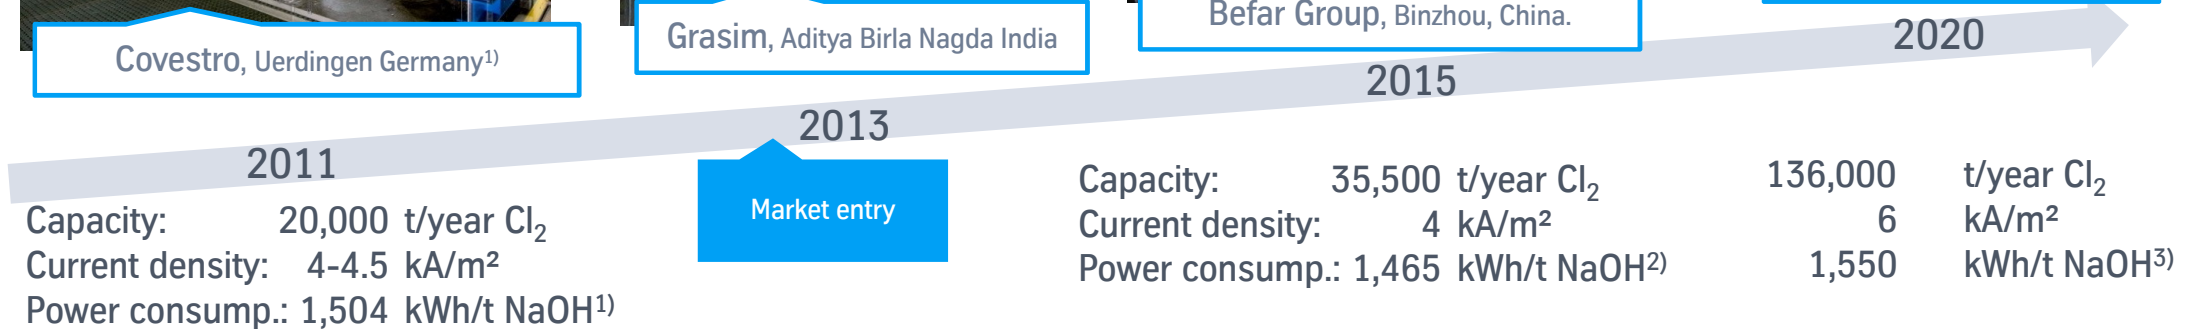 Covestro, Uerdingen Germany1)
Grasim, Aditya Birla Nagda India
Befar Group, Binzhou, China.
2011
2013
2015
2020
Market entry
Capacity: 20,000 t/year Cl2
Current density: 4-4.5 kA/m²
Power consump.: 1,504 kWh/t NaOH1)
Capacity: 35,500 t/year Cl2
Current density: 4 kA/m²
Power consump.: 1,465 kWh/t NaOH2)
136,000 t/year Cl2
6 kA/m²
1,550 kWh/t NaOH3)